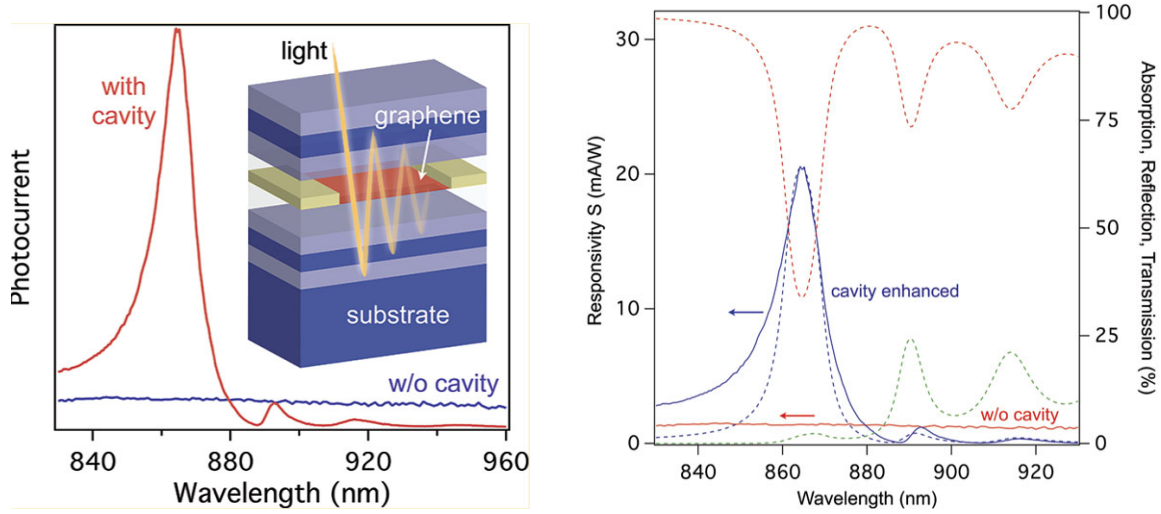 with
cavity
light
graphene
substrate
w/o cavity
Photocurrent
840 880 920 960
Wavelength (nm)
30
20
10
0
Responsivity S (mA/W)
cavity enhanced
w/o cavity
100
75
50
25
0
Absorption, Reflection, Transmission (%)
840 860 880 900 920
Wavelength (nm)